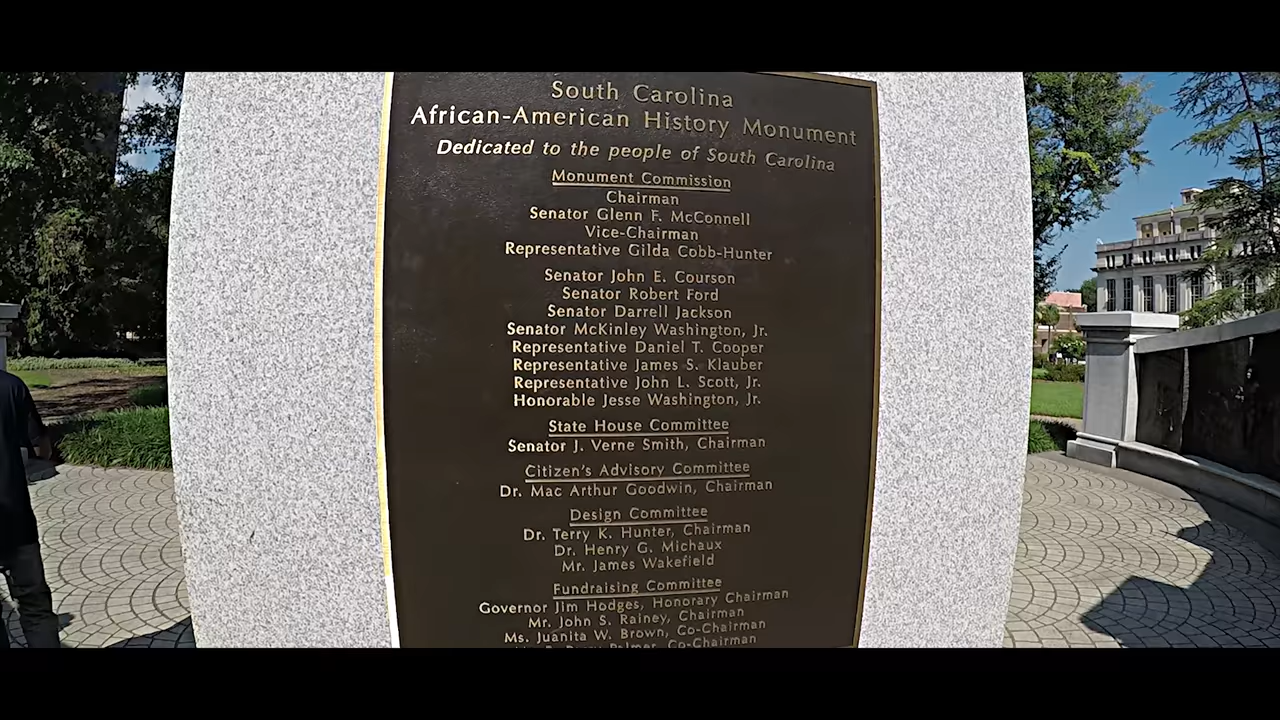 South Carolina
African-American History Monument
Dedicated to the people of South Carolina
Monument Commission
Chairman
Senator Glenn F. McConnell
Vice-Chairman
Representative Gilda Cobb-Hunter
Senator John E. Courson
Senator Robert Ford
Senator Darrell Jackson
Senator McKinley Washington, Jr.
Representative Daniel T. Cooper
Representative James S. Klauber
Representative John L. Scott, Jr.
Honorable Jesse Washington, Jr.
State House Committee
Senator J. Verne Smith, Chairman
Citizen's Advisory Committee
Dr. Mac Arthur Goodwin, Chairman
Design Committee
Dr. Terry K. Hunter, Chairman
Dr. Henry G. Michaux
Mr. James Wakefield
Fundraising Committee
Governor Jim Hodges, Honorary Chairman
Mr. John S. Rainey, Chairman
Ms. Juanita W. Brown, Co-Chairman
Palmer, Co-Chairman